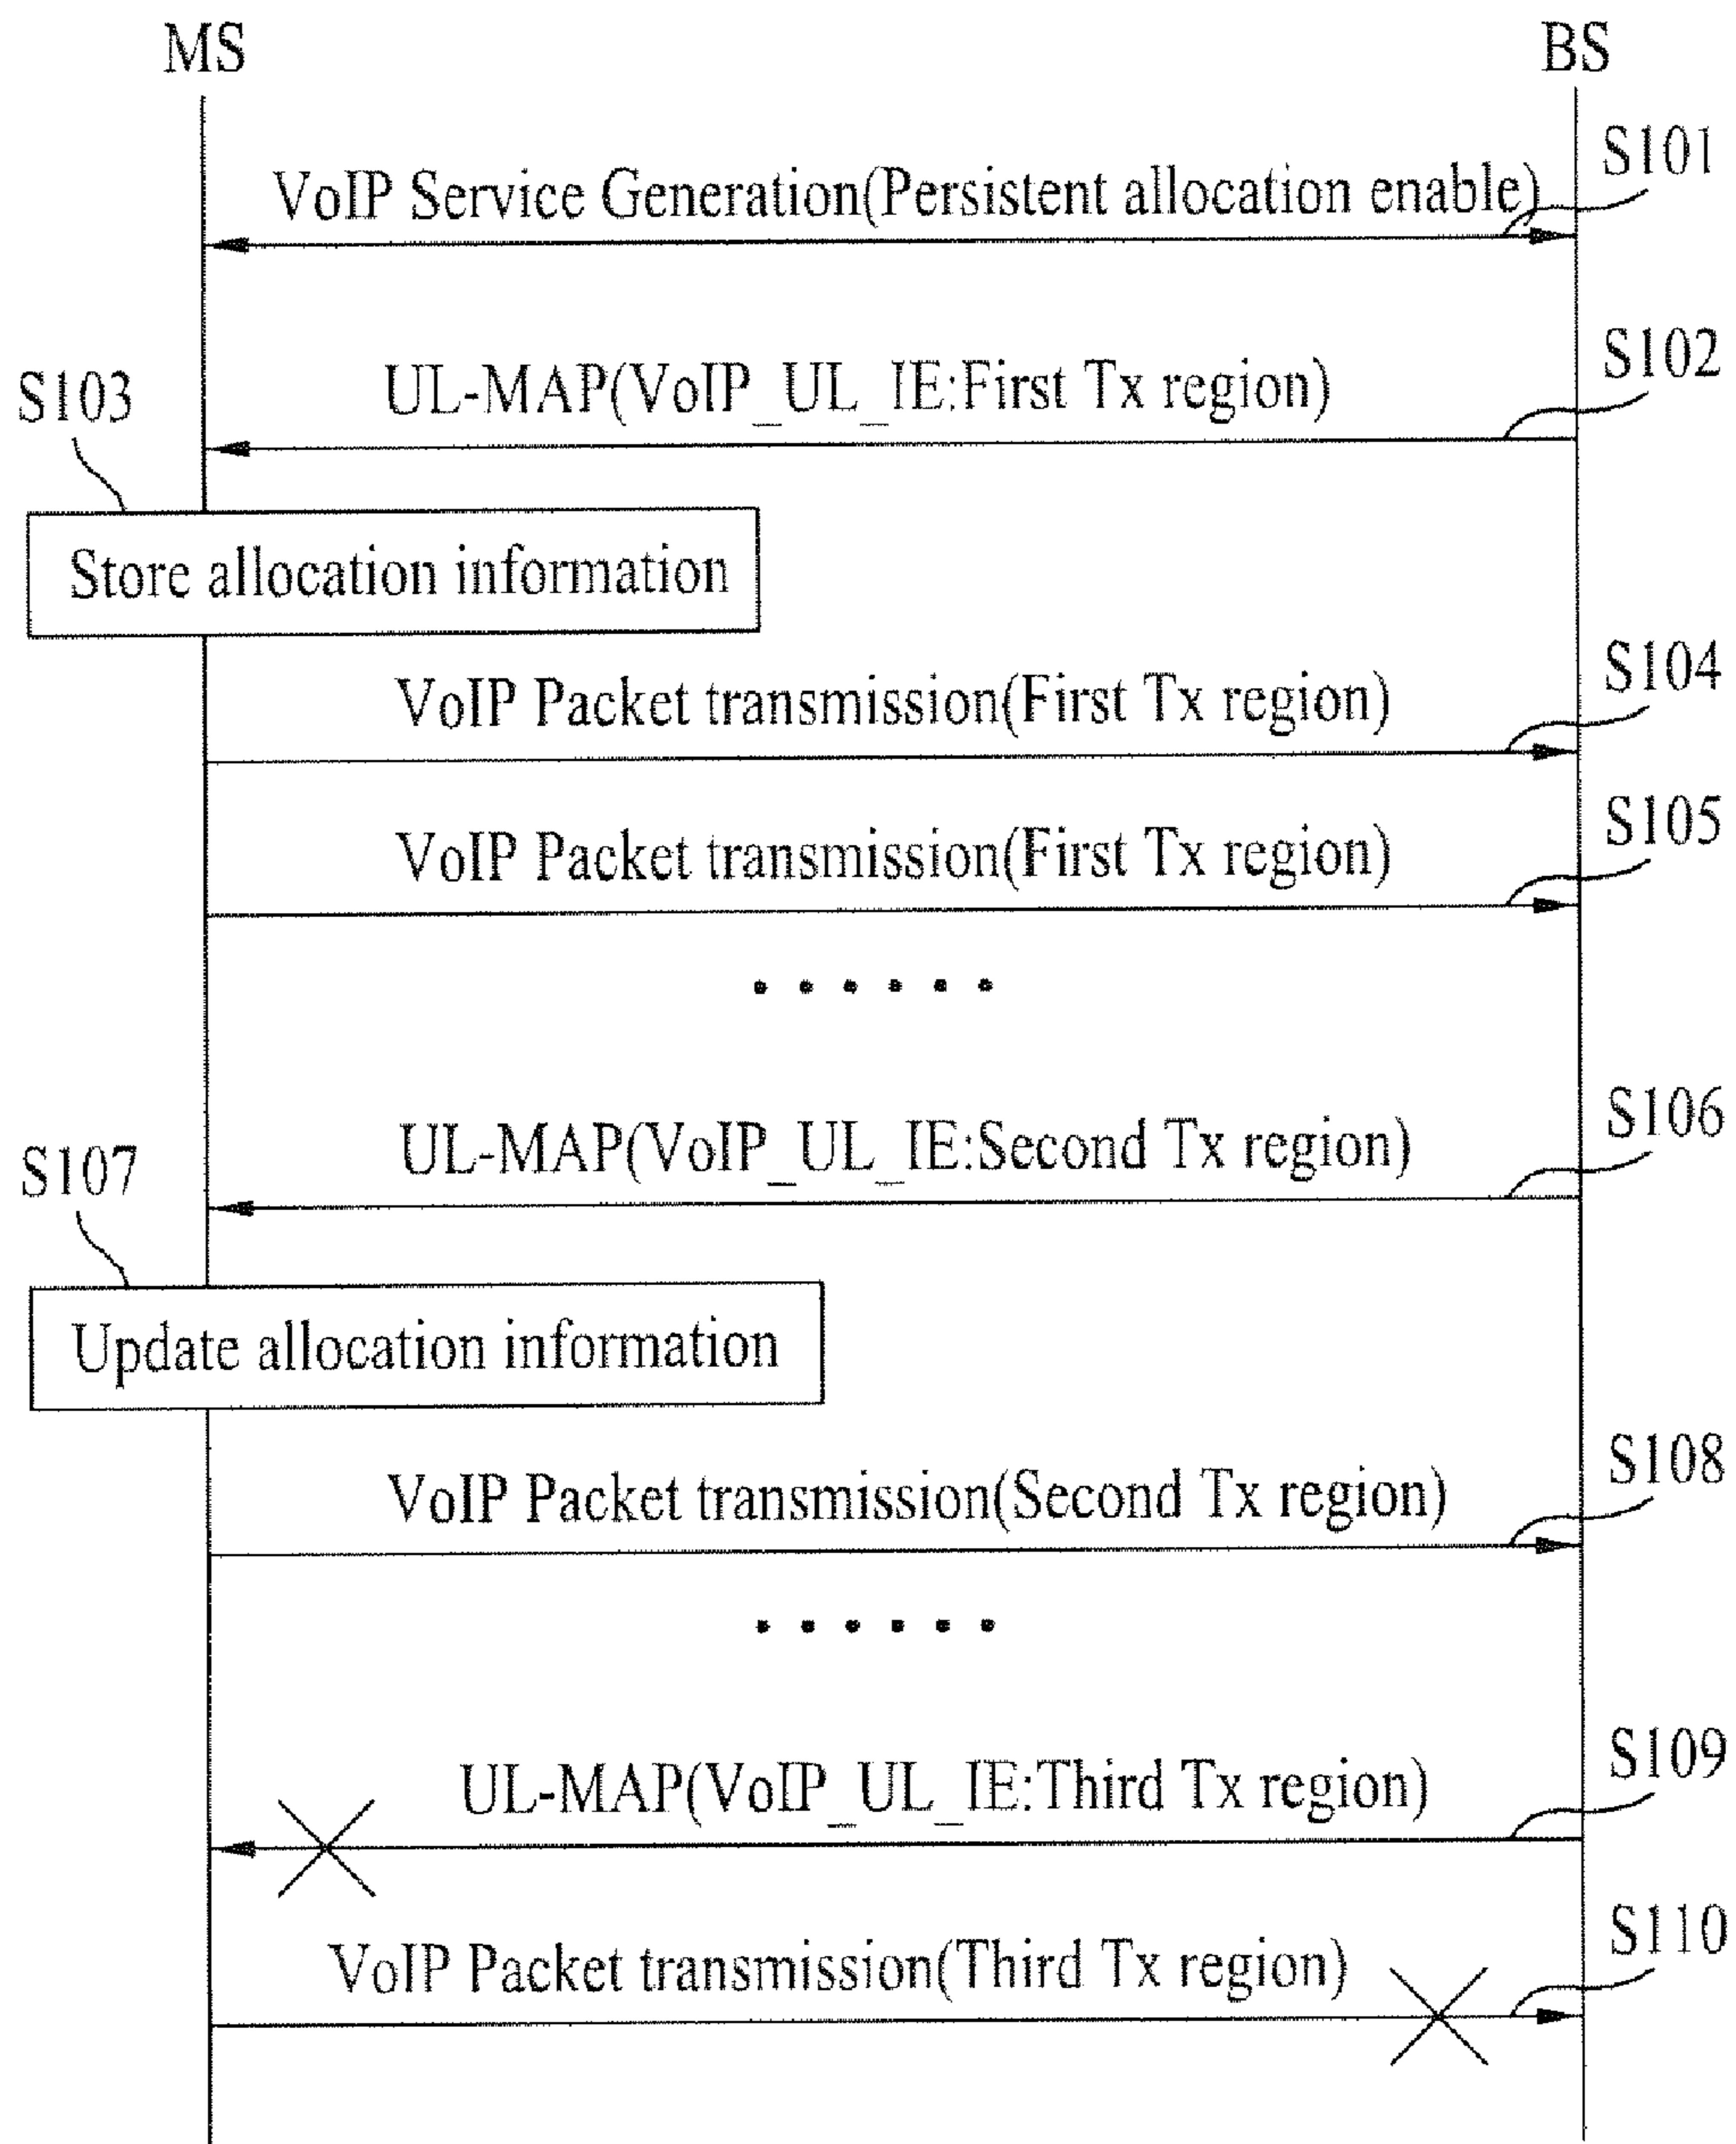 MS
BS
S101
VoIP Service Generation(Persistent allocation enable)
S102
UL-MAP(VoIP_UL_IE:First Tx region)
S103
Store allocation information
S104
VoIP Packet transmission(First Tx region)
S105
VoIP Packet transmission(First Tx region)
S106
UL-MAP(VoIP_UL_IE:Second Tx region)
S107
Update allocation information
S108
VoIP Packet transmission(Second Tx region)
S109
UL-MAP(VoIP_UL_IE:Third Tx region)
S110
VoIP Packet transmission(Third Tx region)